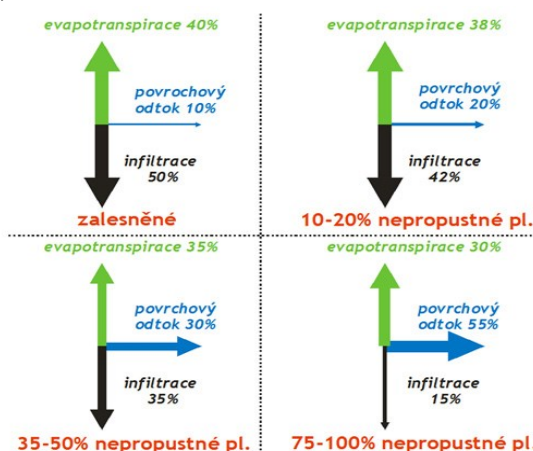 evapotranspirace 40%
povrochový
odtok 10%
infiltrace
50%
zalesněné
evapotranspirace 38%
povrchový
odtok 20%
infiltrace
42%
10-20% nepropustné pl.
evapotranspirace 35%
povrchový
odtok 30%
infiltrace
35%
35-50% nepropustné pl.
evapotranspirace 30%
povrchový
odtok 55%
infiltrace
15%
75-100% nepropustné pl.